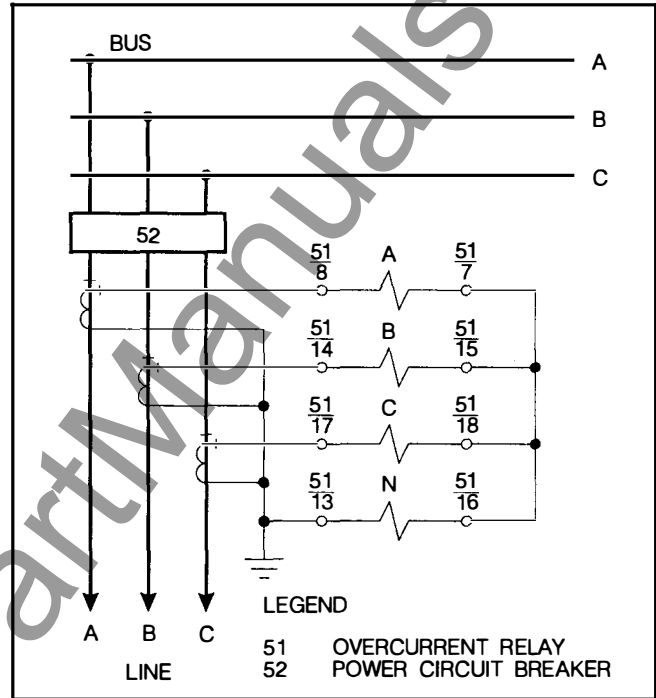 BUS
A
B
C
52
51 A 51
8 7
51 B 51
14 15
51 C 51
17 18
51 N 51
13 16
LEGEND
A B C
LINE
51 OVERCURRENT RELAY
52 POWER CIRCUIT BREAKER
artManuals